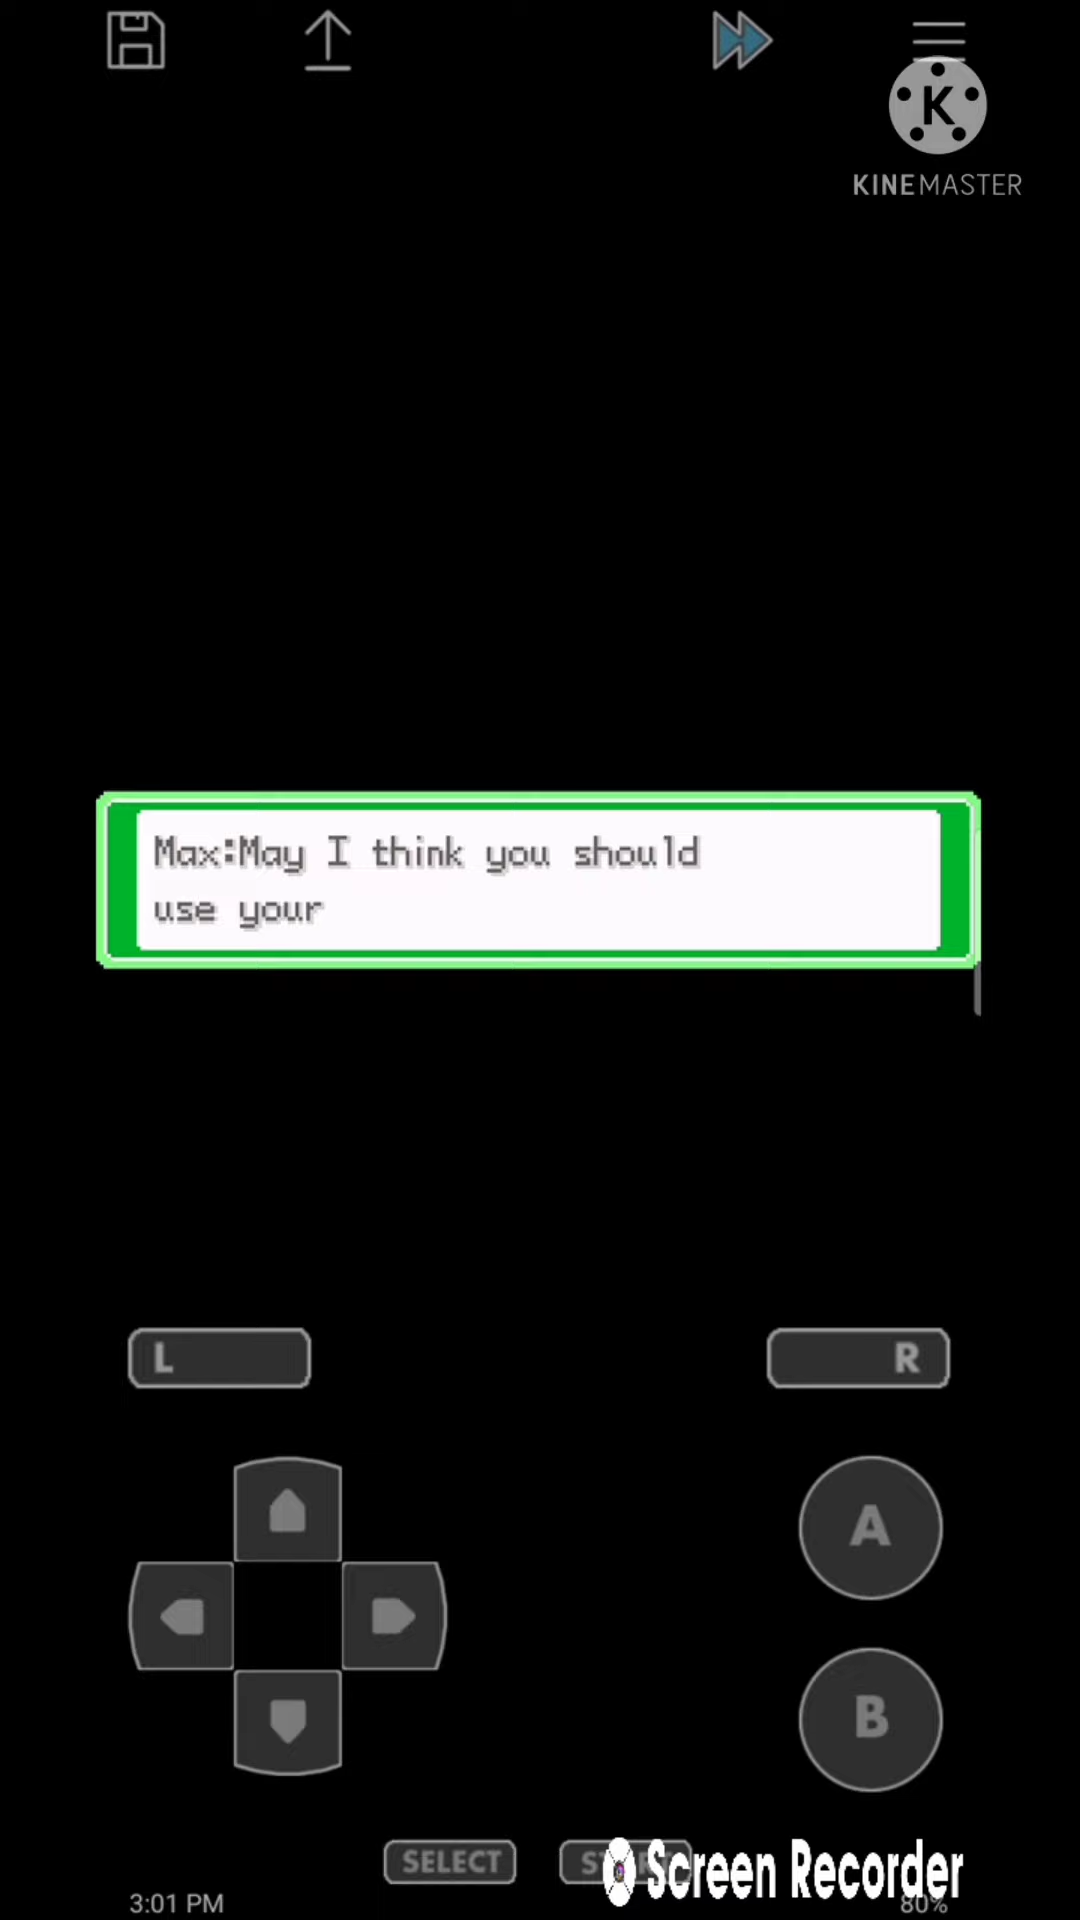 K
KINEMASTER
Max:May I think you should
use your
L
R
A
B
SELECT
Screen Recorder
3:01 PM
80%